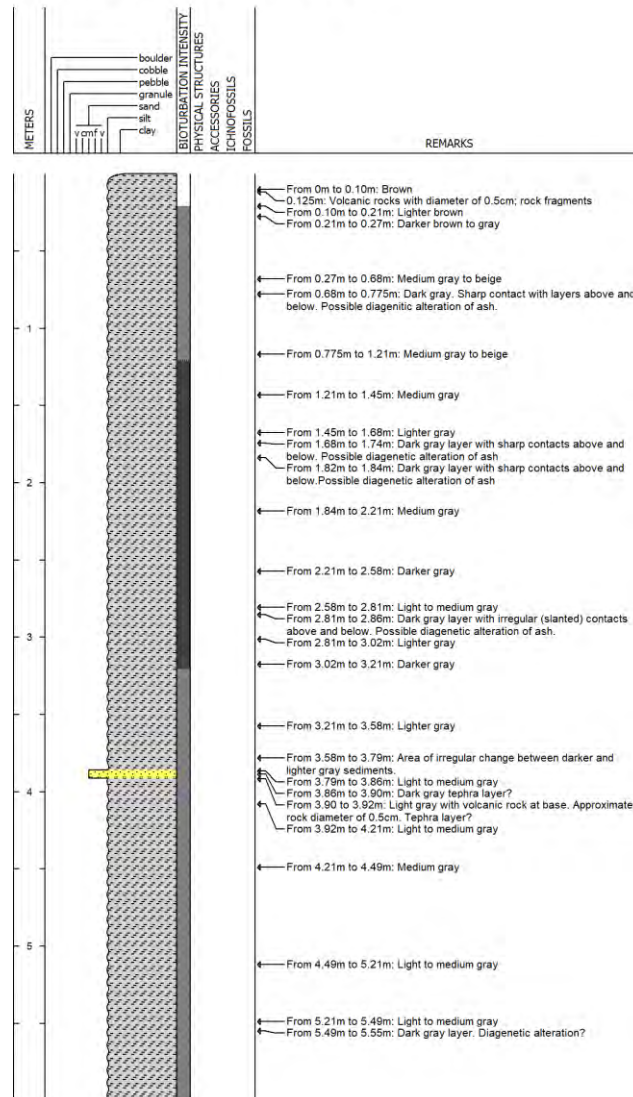 METERS
boulder
cobble
pebble
granule
sand
v c m f v
silt
clay
BIOTURBATION INTENSITY
PHYSICAL STRUCTURES
ACCESSORIES
ICHNOFOSSILS
FOSSILS
REMARKS
From 0m to 0.10m: Brown
0.125m: Volcanic rocks with diameter of 0.5cm; rock fragments
From 0.10m to 0.21m: Lighter brown
From 0.21m to 0.27m: Darker brown to gray
From 0.27m to 0.68m: Medium gray to beige
From 0.68m to 0.775m: Dark gray. Sharp contact with layers above and
below. Possible diagenitic alteration of ash.
1
From 0.775m to 1.21m: Medium gray to beige
From 1.21m to 1.45m: Medium gray
From 1.45m to 1.68m: Lighter gray
From 1.68m to 1.74m: Dark gray layer with sharp contacts above and
below. Possible diagenetic alteration of ash
From 1.82m to 1.84m: Dark gray layer with sharp contacts above and
below.Possible diagenetic alteration of ash
2
From 1.84m to 2.21m: Medium gray
From 2.21m to 2.58m: Darker gray
From 2.58m to 2.81m: Light to medium gray
From 2.81m to 2.86m: Dark gray layer with irregular (slanted) contacts
above and below. Possible diagenetic alteration of ash.
3
From 2.81m to 3.02m: Lighter gray
From 3.02m to 3.21m: Darker gray
From 3.21m to 3.58m: Lighter gray
From 3.58m to 3.79m: Area of irregular change between darker and
lighter gray sediments.
From 3.79m to 3.86m: Light to medium gray
4
From 3.86m to 3.90m: Dark gray tephra layer?
From 3.90 to 3.92m: Light gray with volcanic rock at base. Approximate
rock diameter of 0.5cm. Tephra layer?
From 3.92m to 4.21m: Light to medium gray
From 4.21m to 4.49m: Medium gray
5
From 4.49m to 5.21m: Light to medium gray
From 5.21m to 5.49m: Light to medium gray
From 5.49m to 5.55m: Dark gray layer. Diagenetic alteration?